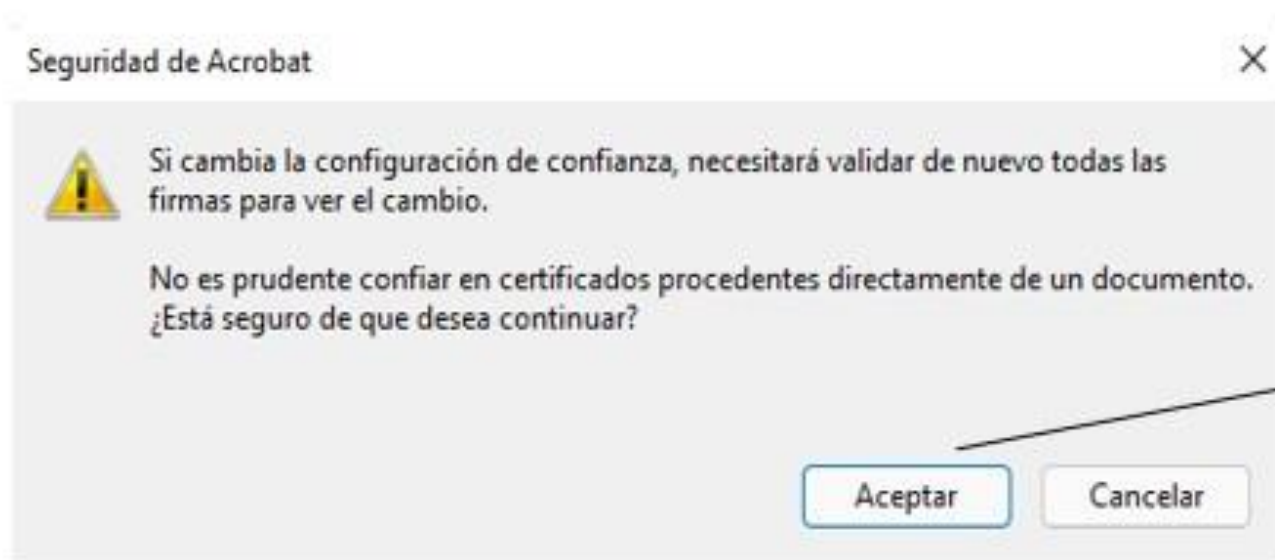 Seguridad de Acrobat
Si cambia la configuración de confianza, necesitará validar de nuevo todas las
firmas para ver el cambio.
No es prudente confiar en certificados procedentes directamente de un documento.
¿Está seguro de que desea continuar?
Aceptar
Cancelar